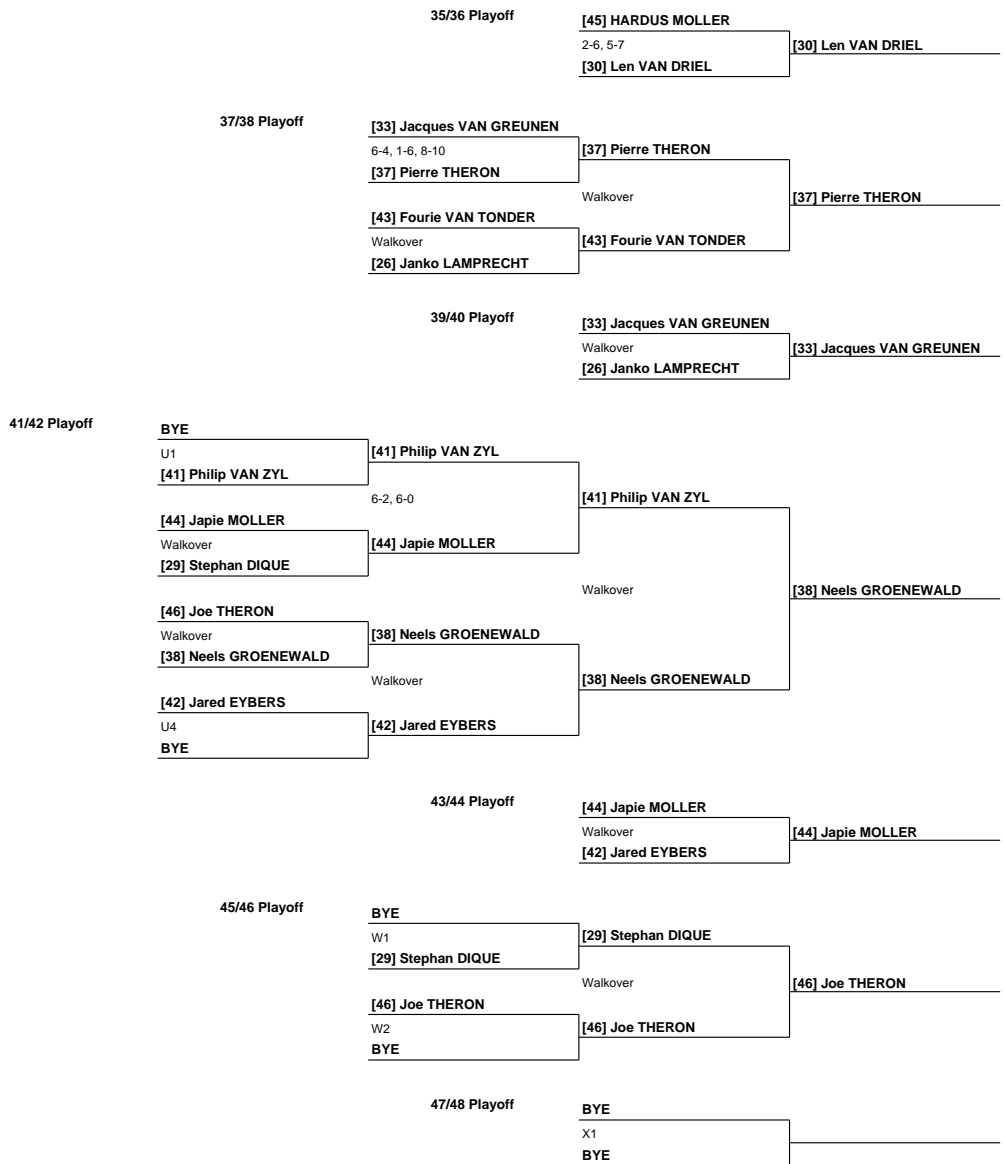 35/36 Playoff
[45] HARDUS MOLLER
2-6, 5-7
[30] Len VAN DRIEL
[30] Len VAN DRIEL
37/38 Playoff
[33] Jacques VAN GREUNEN
6-4, 1-6, 8-10
[37] Pierre THERON
[37] Pierre THERON
Walkover
[37] Pierre THERON
[43] Fourie VAN TONDER
Walkover
[43] Fourie VAN TONDER
[26] Janko LAMPRECHT
39/40 Playoff
[33] Jacques VAN GREUNEN
Walkover
[33] Jacques VAN GREUNEN
[26] Janko LAMPRECHT
41/42 Playoff
BYE
U1
[41] Philip VAN ZYL
[41] Philip VAN ZYL
6-2, 6-0
[41] Philip VAN ZYL
[44] Japie MOLLER
Walkover
[44] Japie MOLLER
[29] Stephan DIQUE
Walkover
[38] Neels GROENEWALD
[46] Joe THERON
Walkover
[38] Neels GROENEWALD
[38] Neels GROENEWALD
Walkover
[38] Neels GROENEWALD
[42] Jared EYBERS
U4
[42] Jared EYBERS
BYE
43/44 Playoff
[44] Japie MOLLER
Walkover
[44] Japie MOLLER
[42] Jared EYBERS
45/46 Playoff
BYE
W1
[29] Stephan DIQUE
[29] Stephan DIQUE
Walkover
[46] Joe THERON
[46] Joe THERON
W2
[46] Joe THERON
BYE
47/48 Playoff
BYE
X1
BYE